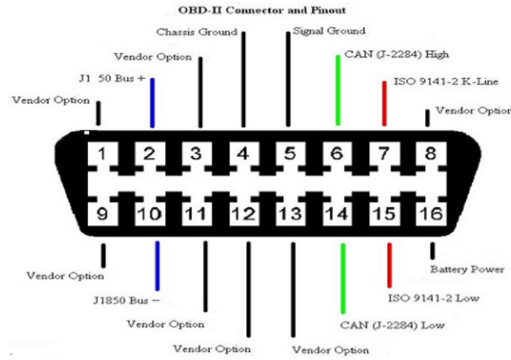 OBD-II Connector and Pinout
Chassis Ground
Signal Ground
Vendor Option
CAN (J-2284) High
J1 50 Bus +
ISO 9141-2 K-Line
Vendor Option
Vendor Option
1 2 3 4 5 6 7 8
9 10 11 12 13 14 15 16
Vendor Option
Battery Power
J1850 Bus –
ISO 9141-2 Low
Vendor Option
CAN (J-2284) Low
Vendor Option
Vendor Option